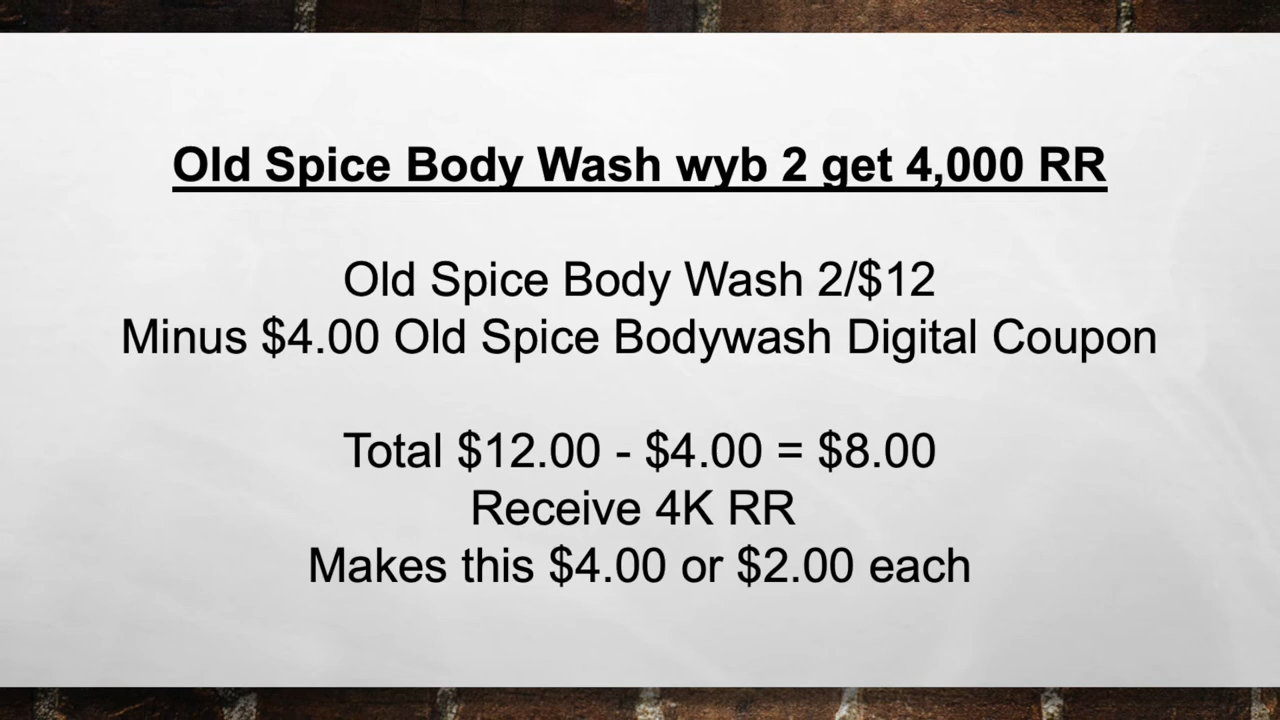 Old Spice Body Wash wyb 2 get 4,000 RR
Old Spice Body Wash 2/$12
Minus $4.00 Old Spice Bodywash Digital Coupon
Total $12.00 - $4.00 = $8.00
Receive 4K RR
Makes this $4.00 or $2.00 each